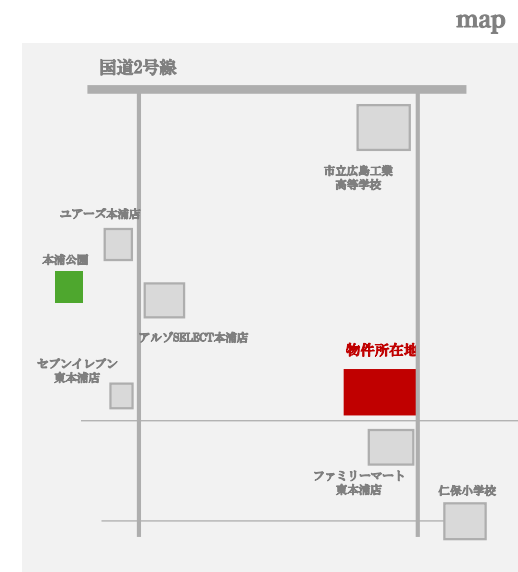 map
国道2号線
市立広島工業
高等学校
ユアーズ本浦店
本浦公園
アルゾSELECT本浦店
物件所在地
セブンイレブン
東本浦店
ファミリーマート
東本浦店
仁保小学校